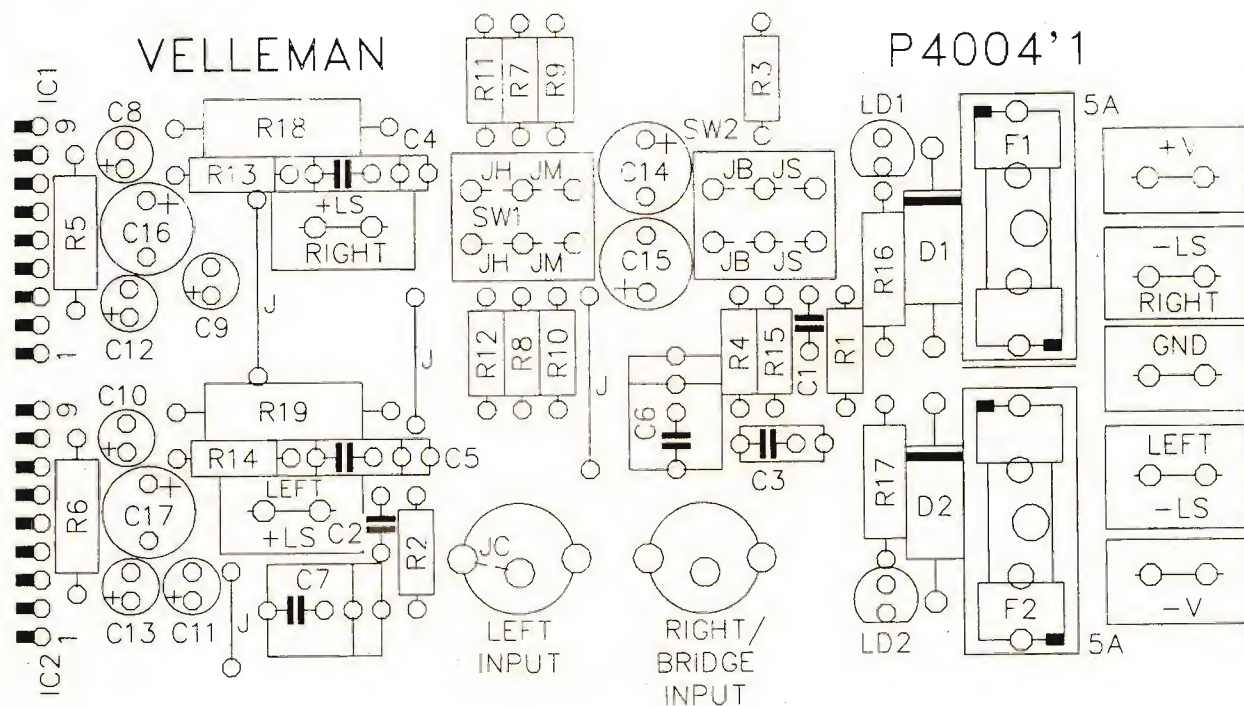 VELLEMAN
P4004'1
IC1
9
C8
R18
C4
R13
+
+LS
RIGHT
R5
+
C16
C9
+
C12
+
1
J
J
R11
R7
R9
R3
SW2
JH
JM
SW1
JH
JM
+
C14
C15
+
JB
JS
JB
JS
LD1
R16
D1
F1
5A
+V
-LS
RIGHT
GND
R12
R8
R10
J
R4
R15
C1
R1
C6
C3
9
C10
+
R19
R14
C5
R6
+
C17
LEFT
+LS
C2
R2
+
C13
+
C11
J
C7
1
IC2
JC
LEFT
INPUT
RIGHT/
BRIDGE
INPUT
R17
D2
LD2
F2
5A
LEFT
-LS
-V